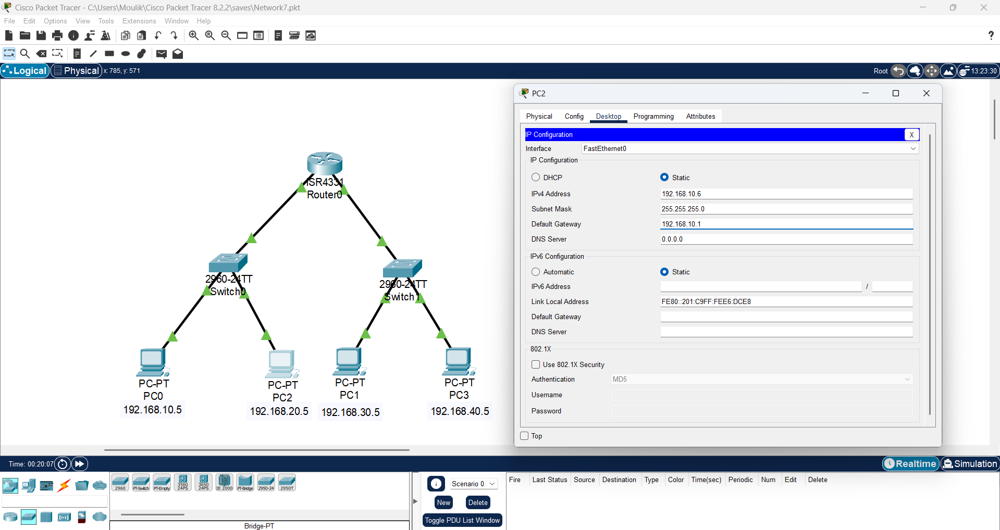 Cisco Packet Tracer - C:\Users\Moulik\Cisco Packet Tracer 8.2.2\saves\Network7.pkt
File Edit Options View Tools Extensions Window Help
?
Logical Physical x: 785, y: 571 Root 13:23:30
PC2
Physical Config Desktop Programming Attributes
IP Configuration X
Interface FastEthernet0
IP Configuration
DHCP Static
IPv4 Address 192.168.10.6
Subnet Mask 255.255.255.0
Default Gateway 192.168.10.1
DNS Server 0.0.0.0
IPv6 Configuration
Automatic Static
IPv6 Address /
Link Local Address FE80::201:C9FF:FEE6:DCE8
Default Gateway
DNS Server
802.1X
Use 802.1X Security
Authentication MD5
Username
Password
Top
ISR4331
Router0
2960-24TT
Switch0
2960-24TT
Switch1
PC-PT
PC0
192.168.10.5
PC-PT
PC2
192.168.20.5
PC-PT
PC1
192.168.30.5
PC-PT
PC3
192.168.40.5
Time: 00:20:07 Realtime Simulation
2960 PT-Switch PT-Empty 3560 24PS 3650 24PS IE 2000 PT-Bridge 2950-24 2950T
Bridge-PT
Scenario 0
New Delete
Toggle PDU List Window
Fire Last Status Source Destination Type Color Time(sec) Periodic Num Edit Delete